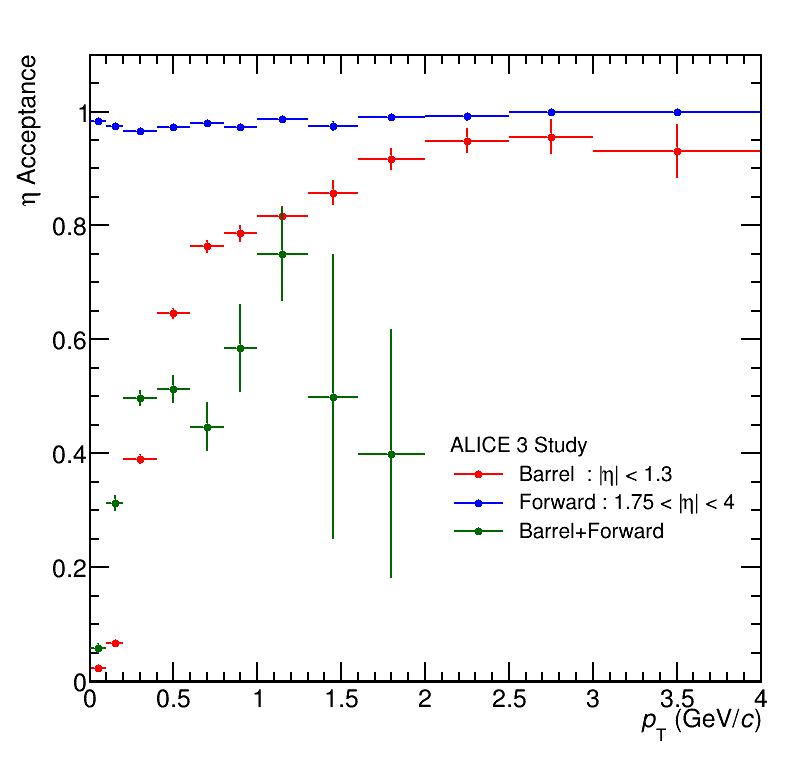 η Acceptance
1
0.8
0.6
0.4
0.2
0
ALICE 3 Study
Barrel : |η| < 1.3
Forward : 1.75 < |η| < 4
Barrel+Forward
0 0.5 1 1.5 2 2.5 3 3.5 4
p_T (GeV/c)